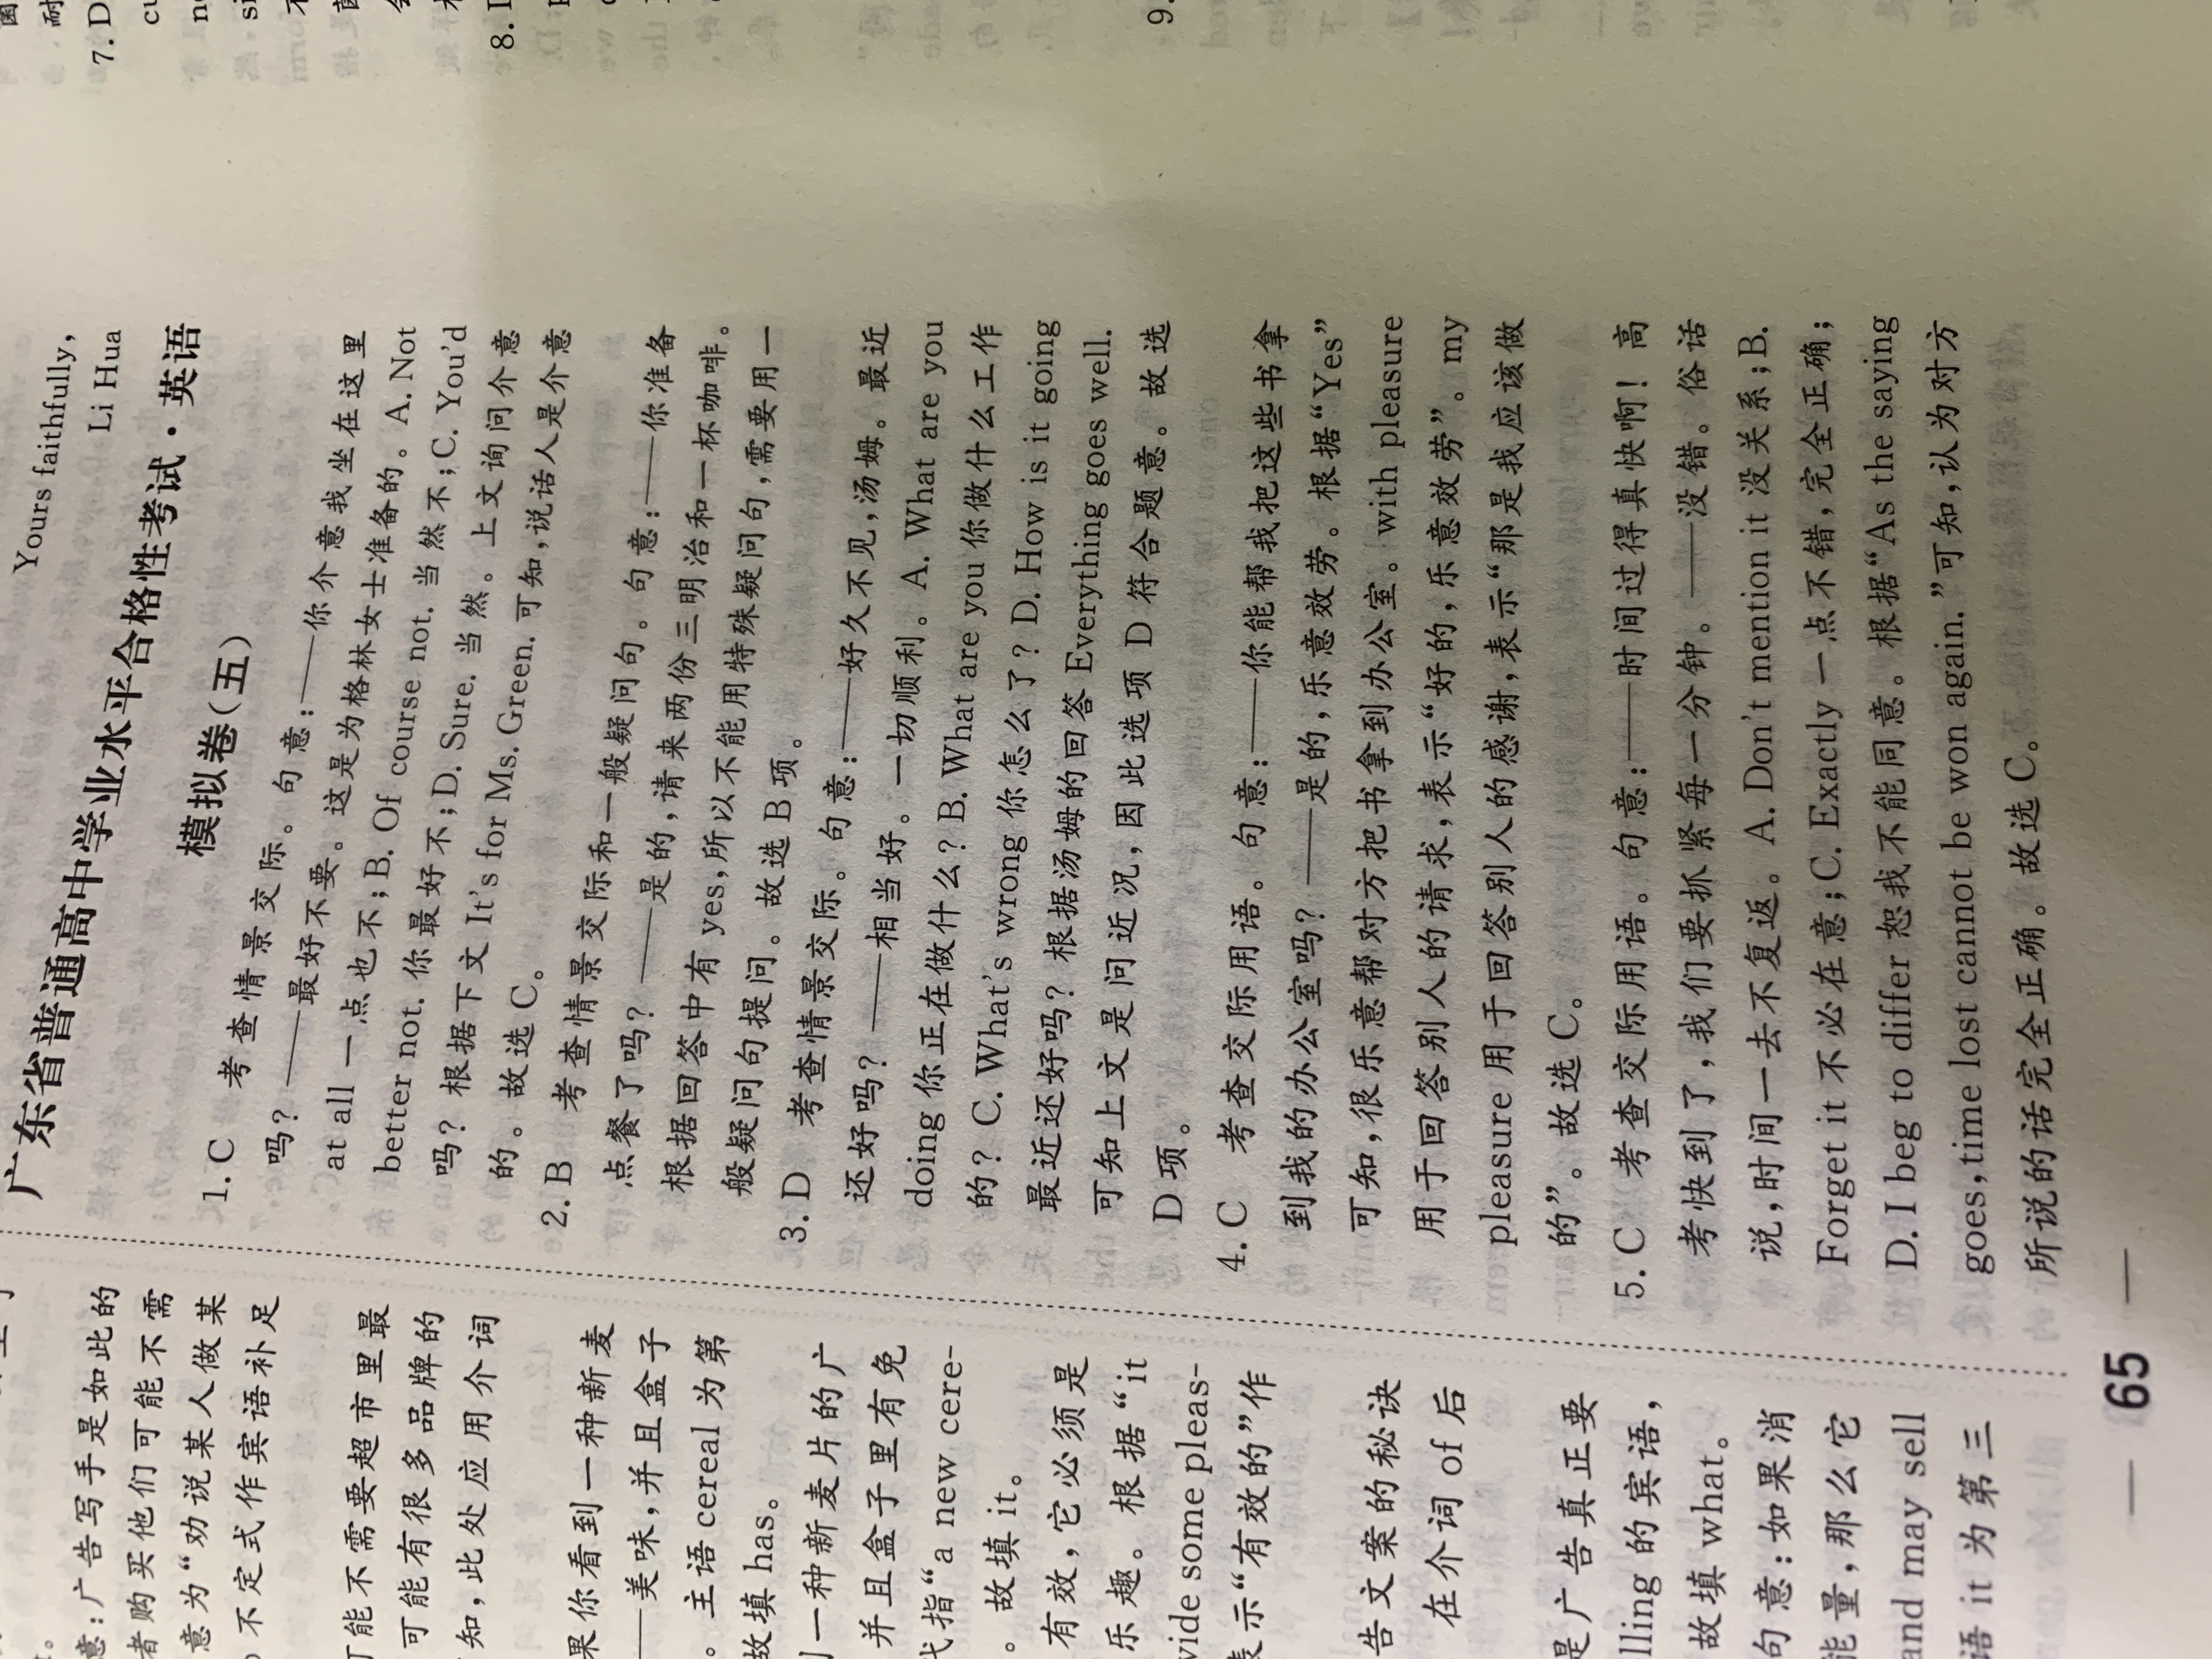 意：广告写手是如此的
者购买他们可能不需
意为“劝说某人做某
不定式作宾语补足
可能不需要超市里最
可能有很多品牌的
知，此处应用介词
果你看到一种新麦
——美味，并且盒子
。主语 cereal 为第
故填 has。
一种新麦片的广
并且盒子里有免
代指“a new cere-
。故填 it。
有效，它必须是
乐趣。根据“it
vide some pleas-
表示“有效的”作
告文案的秘诀
在介词 of 后
是广告真正要
lling 的宾语，
故填 what。
句意：如果消
能量，那么它
and may sell
语 it 为第三
— 65 —
Yours faithfully,
Li Hua
广东省普通高中学业水平合格性考试·英语
模拟卷（五）
1. C 考查情景交际。句意：——你介意我坐在这里
吗？——最好不要。这是为格林女士准备的。A. Not
at all 一点也不；B. Of course not. 当然不；C. You'd
better not. 你最好不；D. Sure. 当然。上文询问介意
吗？根据下文 It's for Ms. Green. 可知，说话人是介意
的。故选 C。
2. B 考查情景交际和一般疑问句。句意：——你准备
点餐了吗？——是的，请来两份三明治和一杯咖啡。
根据回答中有 yes，所以不能用特殊疑问句，需要用一
般疑问句提问。故选 B 项。
3. D 考查情景交际。句意：——好久不见，汤姆。最近
还好吗？——相当好。一切顺利。A. What are you
doing 你正在做什么？B. What are you 你做什么工作
的？C. What's wrong 你怎么了？D. How is it going
最近还好吗？根据汤姆的回答 Everything goes well.
可知上文是问近况，因此选项 D 符合题意。故选
D 项。
4. C 考查交际用语。句意：——你能帮我把这些书拿
到我的办公室吗？——是的，乐意效劳。根据“Yes”
可知，很乐意帮对方把书拿到办公室。with pleasure
用于回答别人的请求，表示“好的，乐意效劳”。my
pleasure 用于回答别人的感谢，表示“那是我应该做
的”。故选 C。
5. C 考查交际用语。句意：——时间过得真快啊！高
考快到了，我们要抓紧每一分钟。——没错。俗话
说，时间一去不复返。A. Don't mention it 没关系；B.
Forget it 不必在意；C. Exactly 一点不错，完全正确；
D. I beg to differ 恕我不能同意。根据“As the saying
goes, time lost cannot be won again.”可知，认为对方
所说的话完全正确。故选 C。
菌
耐
7. D
si
不
8.
9.